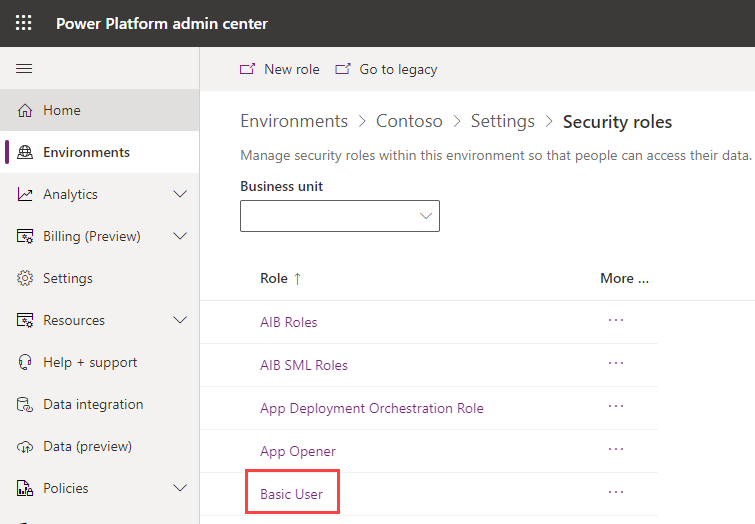 Power Platform admin center
New role
Go to legacy
Home
Environments
Analytics
Billing (Preview)
Settings
Resources
Help + support
Data integration
Data (preview)
Policies
Environments > Contoso > Settings > Security roles
Manage security roles within this environment so that people can access their data.
Business unit
Role ↑ More ...
AIB Roles ...
AIB SML Roles ...
App Deployment Orchestration Role ...
App Opener ...
Basic User ...